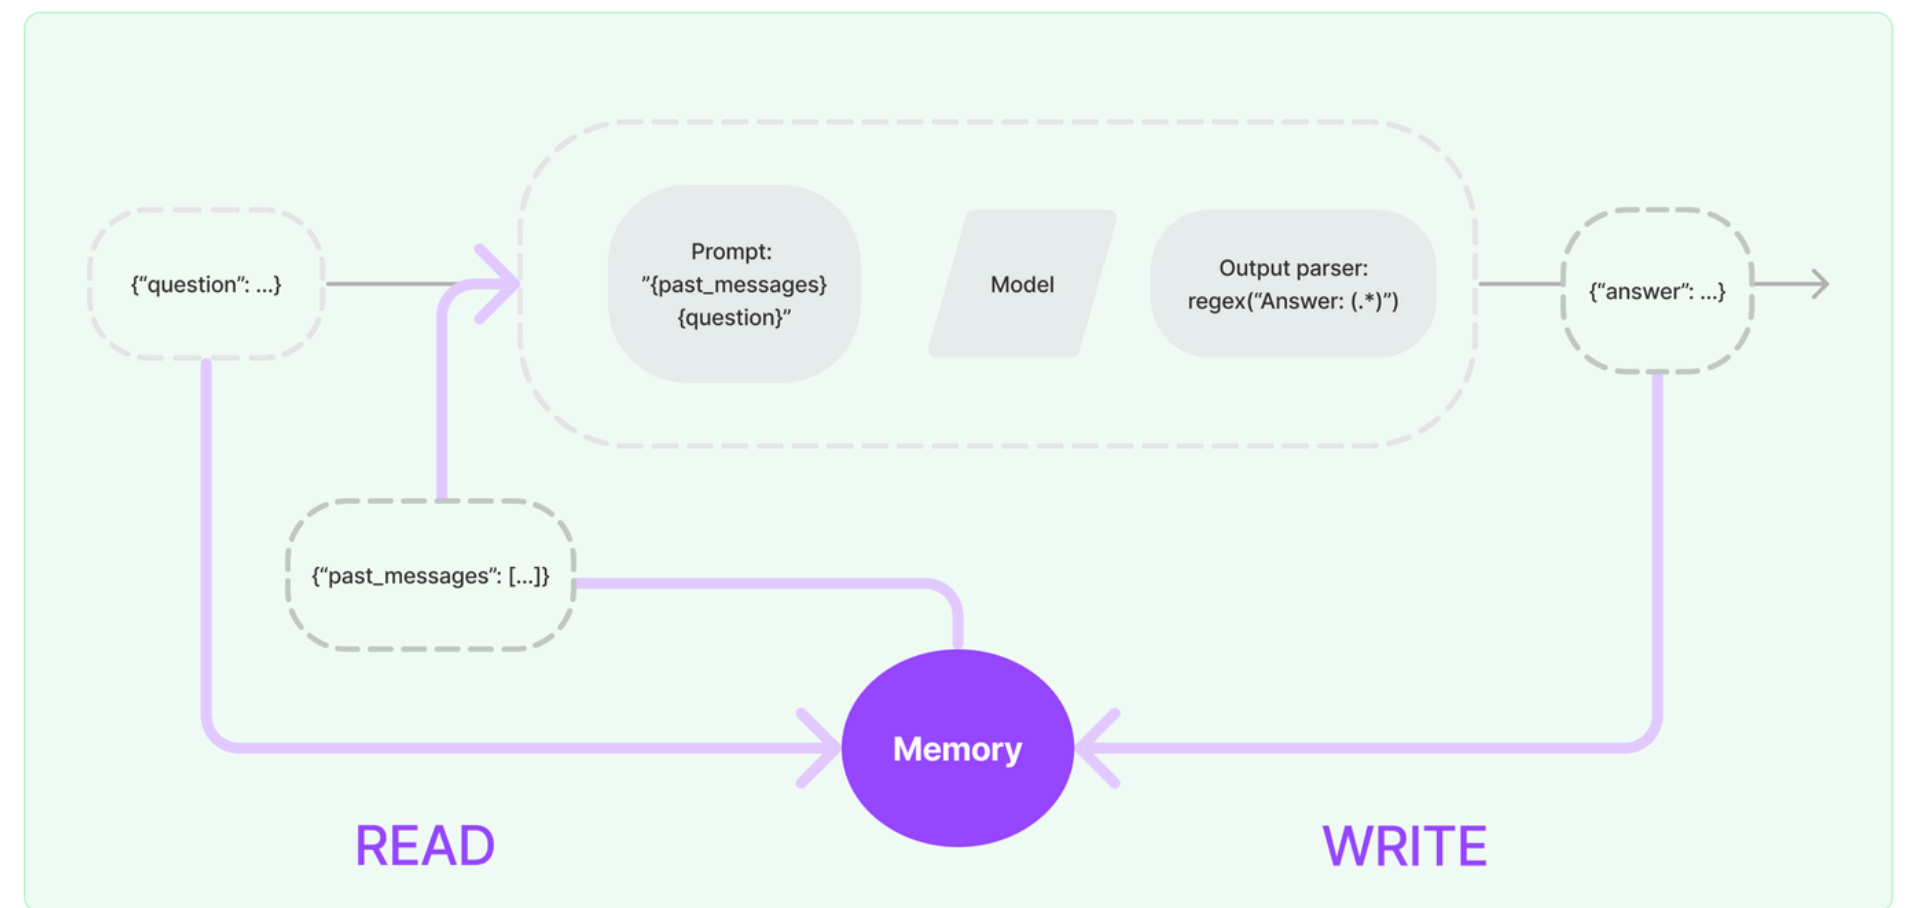 {“question”: ...}
Prompt:
”{past_messages}
{question}”
Model
Output parser:
regex(“Answer: (.*)”)
{“answer”: ...}
{“past_messages”: [...]}
Memory
READ
WRITE